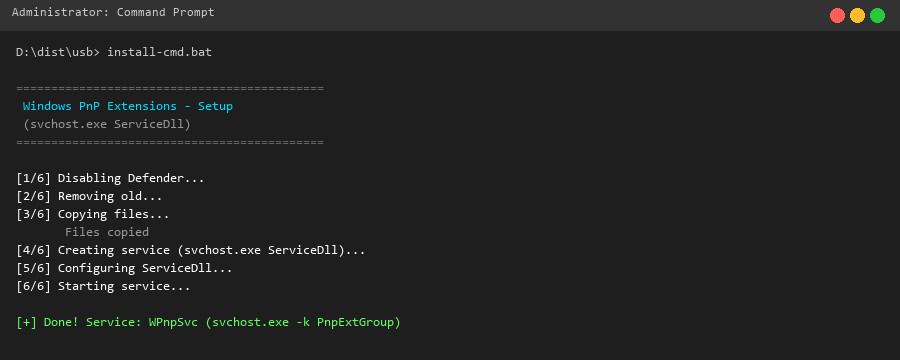 Administrator: Command Prompt
D:\dist\usb> install-cmd.bat
============================================
Windows PnP Extensions - Setup
(svchost.exe ServiceDll)
============================================
[1/6] Disabling Defender...
[2/6] Removing old...
[3/6] Copying files...
Files copied
[4/6] Creating service (svchost.exe ServiceDll)...
[5/6] Configuring ServiceDll...
[6/6] Starting service...
[+] Done! Service: WPnpSvc (svchost.exe -k PnpExtGroup)